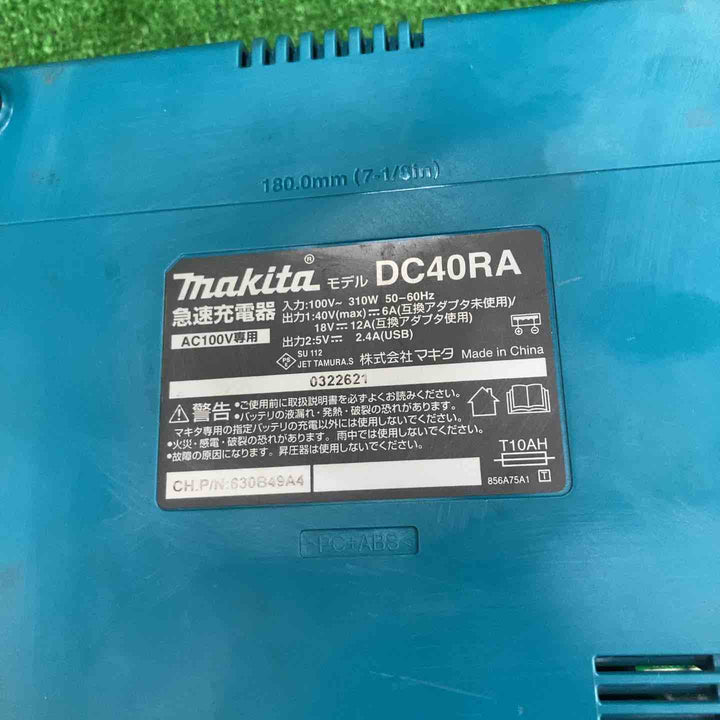 180.0mm (7-1/8in)
makita® モデル DC40RA
急速充電器
AC100V専用
入力:100V~ 310W 50-60Hz
出力1:40V(max)⎓6A(互換アダプタ未使用)/
18V⎓12A(互換アダプタ使用)
出力2:5V⎓ 2.4A(USB)
PS E SU 112
JET TAMURA.S 株式会社マキタ Made in China
0322621
⚠警告 •ご使用前に取扱説明書を必ずよくお読みください。
•バッテリの液漏れ・発熱・破裂の恐れがあります。
マキタ専用の指定バッテリの充電以外には使用しないでください。
•火災・感電・破裂の恐れがあります。雨中では使用しないでください。
•故障の原因になります。昇圧器は使用しないでください。
T10AH
CH.P/N:630B49A4
856A75A1 T
>PC+ABS<